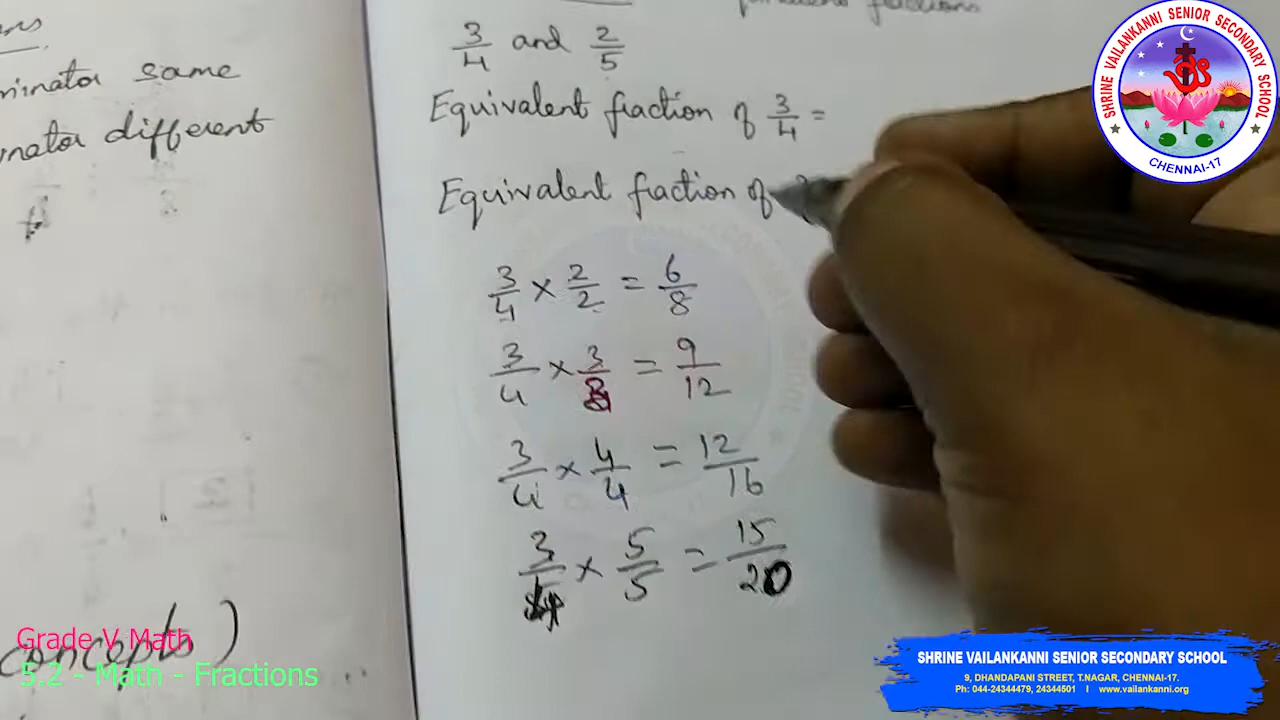 minator same
nator different
fractions
3/4 and 2/5
Equivalent fraction of 3/4 =
Equivalent fraction of
3/4 × 2/2 = 6/8
3/4 × 3/3 = 9/12
3/4 × 4/4 = 12/16
3/4 × 5/5 = 15/20
concepts)
Grade V Math
5.2 - Math - Fractions
SHRINE VAILANKANNI SENIOR SECONDARY SCHOOL
CHENNAI-17
SHRINE VAILANKANNI SENIOR SECONDARY SCHOOL
9, DHANDAPANI STREET, T.NAGAR, CHENNAI-17.
Ph: 044-24344479, 24344501 I www.vailankanni.org